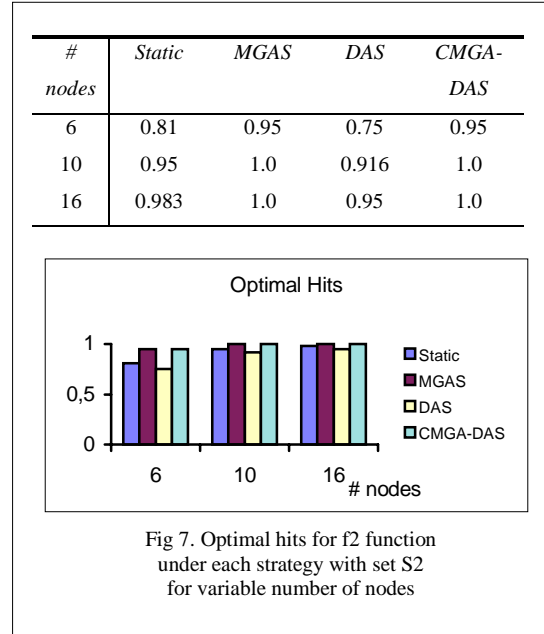 # Static MGAS DAS CMGA-
nodes DAS
6 0.81 0.95 0.75 0.95
10 0.95 1.0 0.916 1.0
16 0.983 1.0 0.95 1.0
Optimal Hits
1
0,5
0
6 10 16
# nodes
Static
MGAS
DAS
CMGA-DAS
Fig 7. Optimal hits for f2 function
under each strategy with set S2
for variable number of nodes